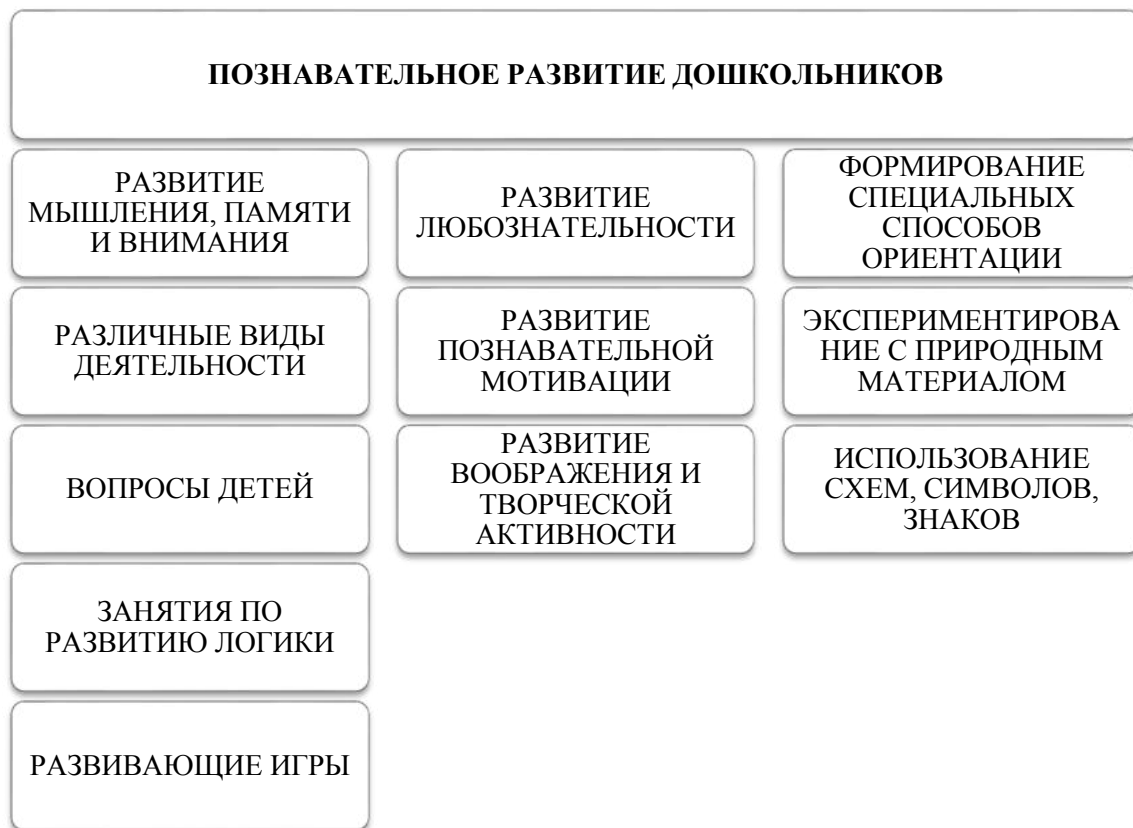 ПОЗНАВАТЕЛЬНОЕ РАЗВИТИЕ ДОШКОЛЬНИКОВ
РАЗВИТИЕ
МЫШЛЕНИЯ, ПАМЯТИ
И ВНИМАНИЯ
РАЗЛИЧНЫЕ ВИДЫ
ДЕЯТЕЛЬНОСТИ
ВОПРОСЫ ДЕТЕЙ
ЗАНЯТИЯ ПО
РАЗВИТИЮ ЛОГИКИ
РАЗВИВАЮЩИЕ ИГРЫ
РАЗВИТИЕ
ЛЮБОЗНАТЕЛЬНОСТИ
РАЗВИТИЕ
ПОЗНАВАТЕЛЬНОЙ
МОТИВАЦИИ
РАЗВИТИЕ
ВООБРАЖЕНИЯ И
ТВОРЧЕСКОЙ
АКТИВНОСТИ
ФОРМИРОВАНИЕ
СПЕЦИАЛЬНЫХ
СПОСОБОВ
ОРИЕНТАЦИИ
ЭКСПЕРИМЕНТИРОВА
НИЕ С ПРИРОДНЫМ
МАТЕРИАЛОМ
ИСПОЛЬЗОВАНИЕ
СХЕМ, СИМВОЛОВ,
ЗНАКОВ